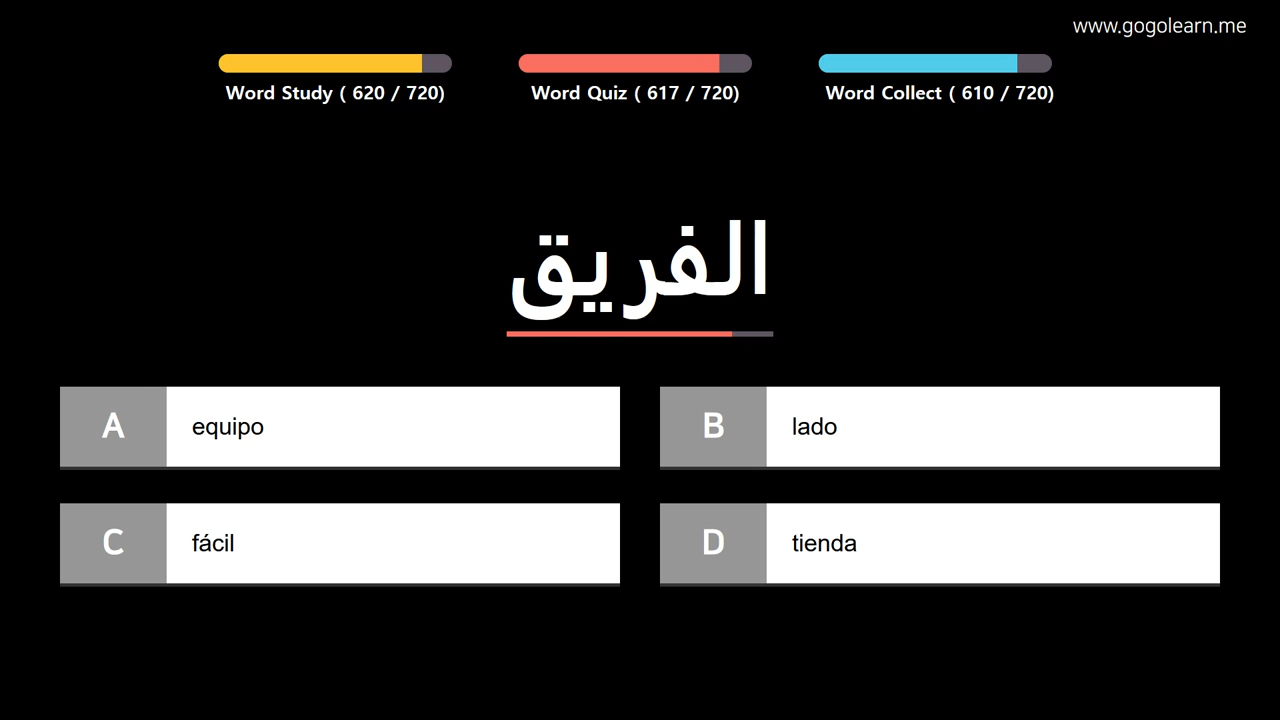 www.gogolearn.me
Word Study ( 620 / 720)
Word Quiz ( 617 / 720)
Word Collect ( 610 / 720)
الفريق
A equipo
B lado
C fácil
D tienda